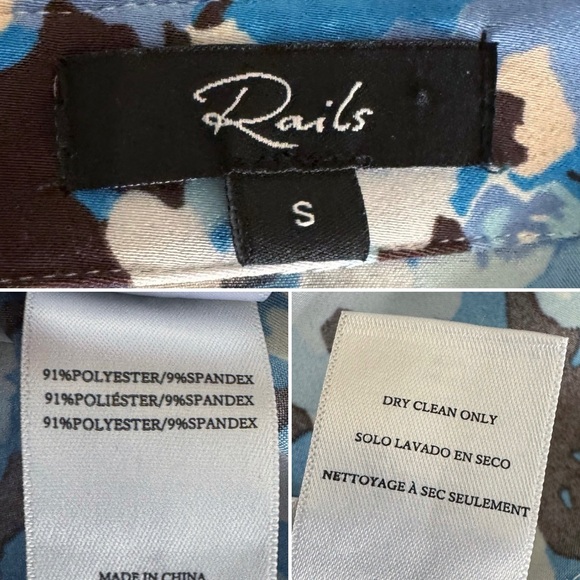 Rails
S
91%POLYESTER/9%SPANDEX
91%POLIÉSTER/9%SPANDEX
91%POLYESTER/9%SPANDEX
MADE IN CHINA
DRY CLEAN ONLY
SOLO LAVADO EN SECO
NETTOYAGE À SEC SEULEMENT